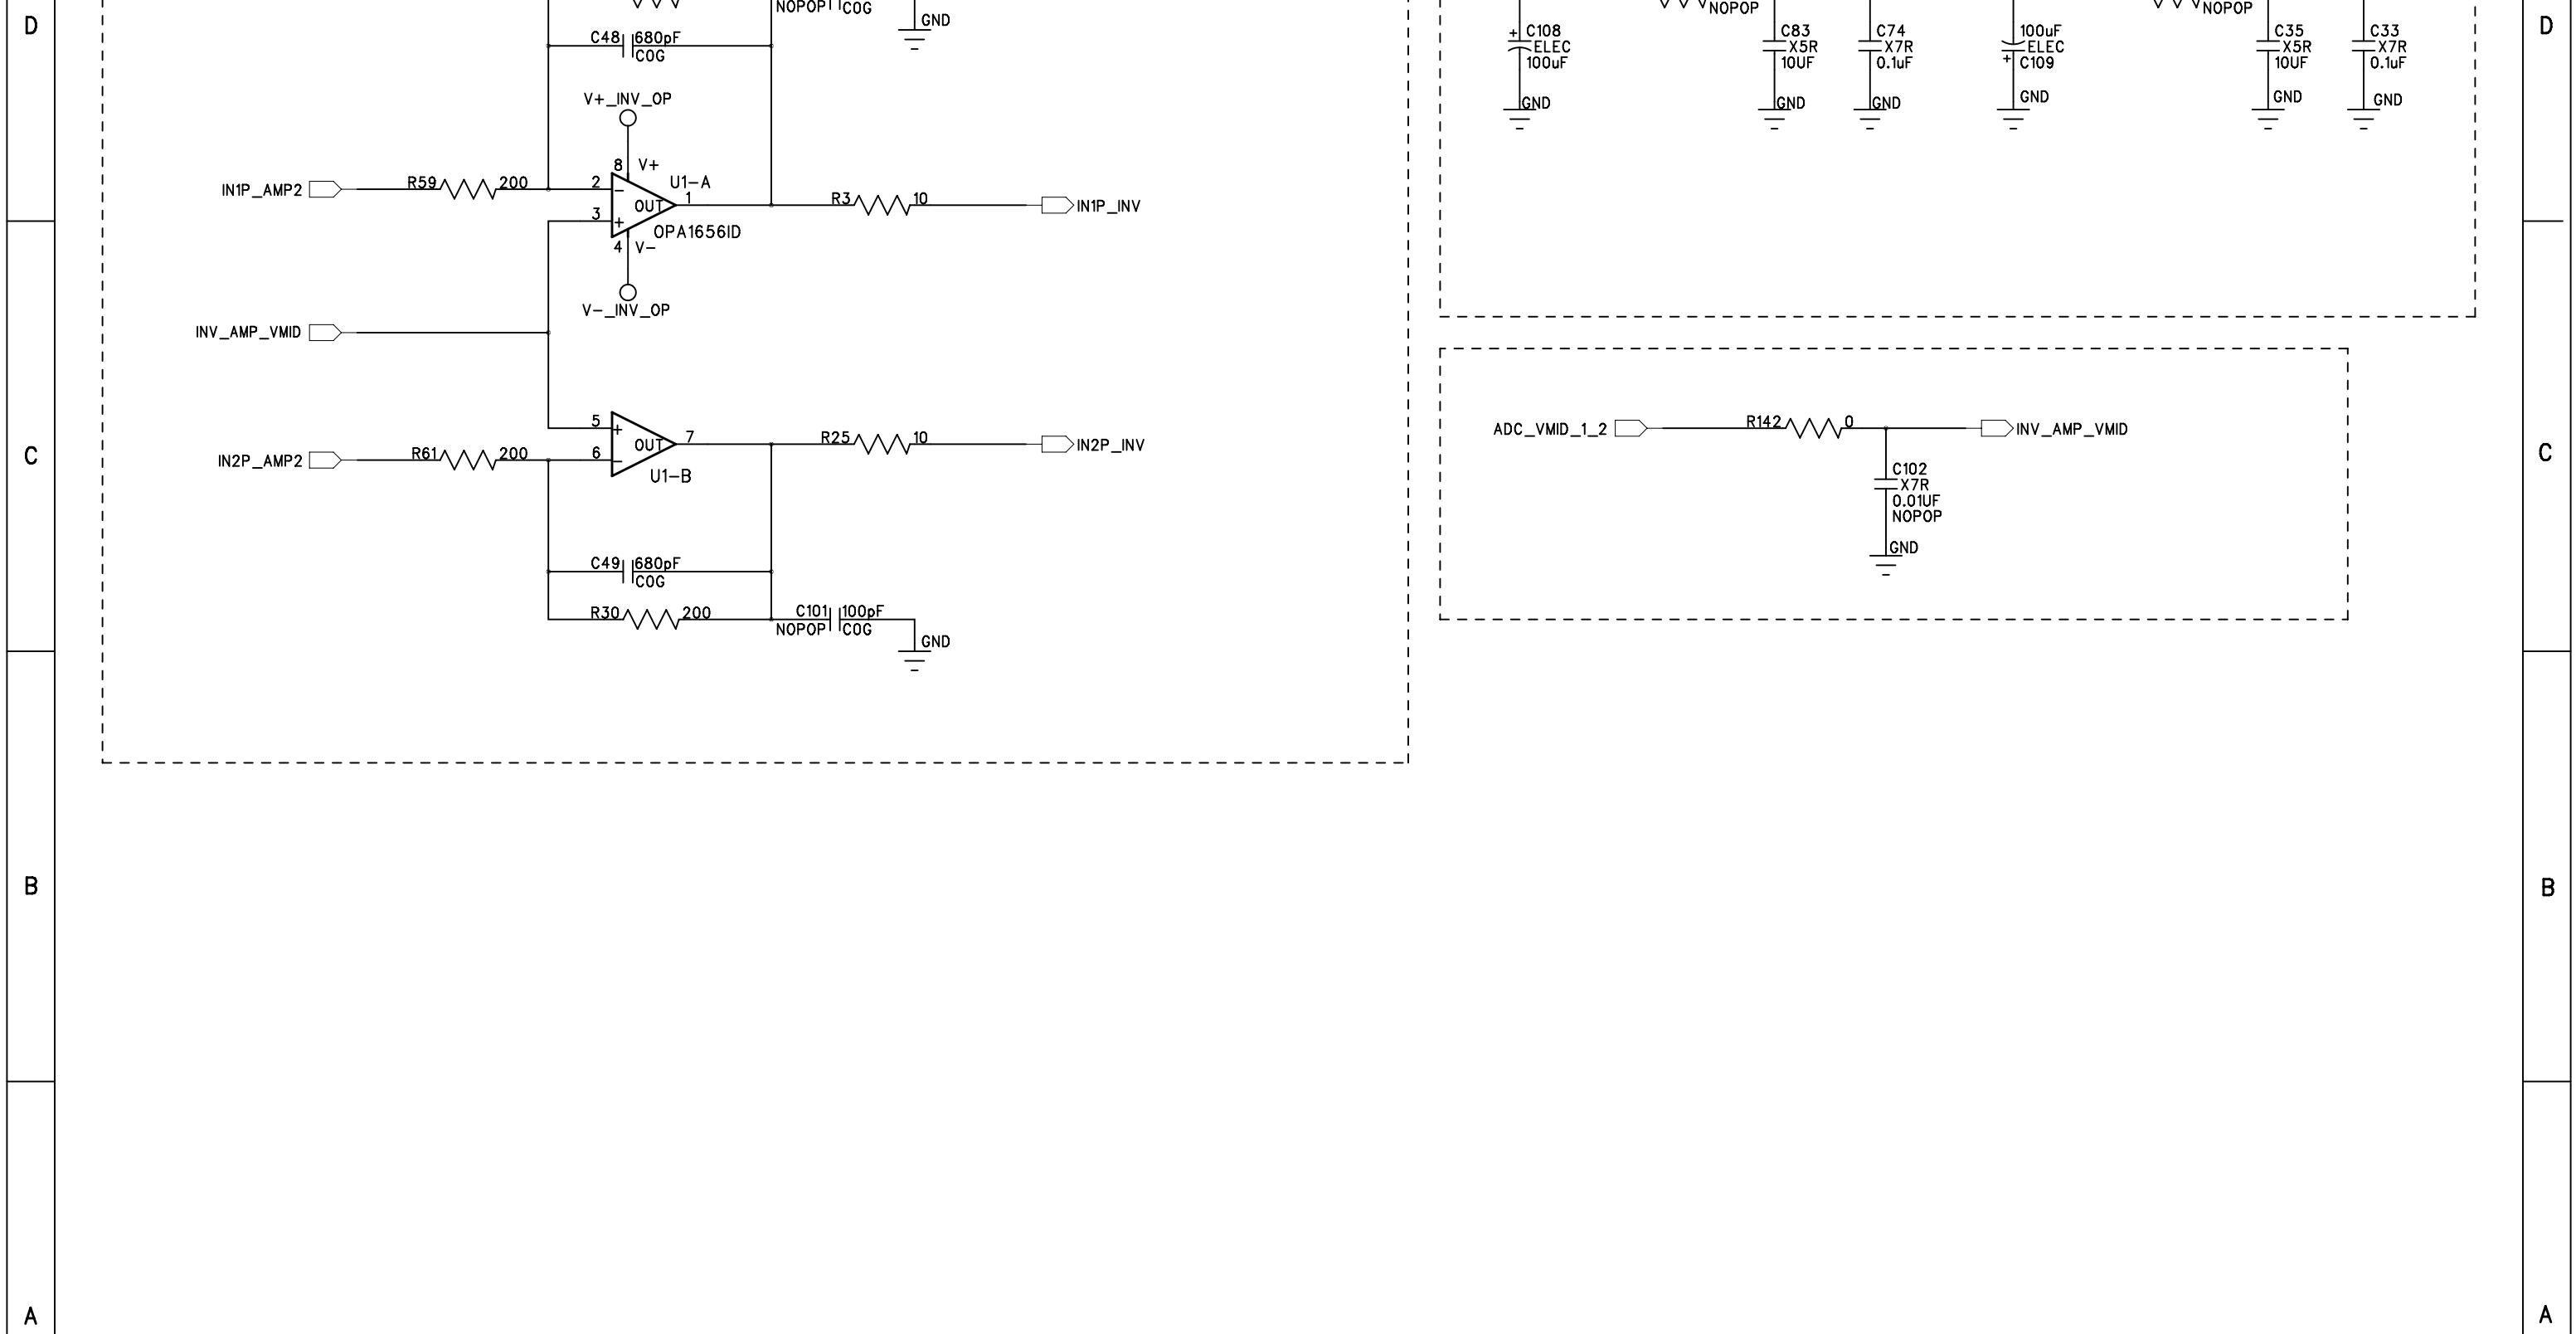 D
NOPOP
COG
GND
C48
680pF
COG
V+_INV_OP
8
V+
U1-A
IN1P_AMP2
R59
200
2
-
OUT
1
R3
10
IN1P_INV
3
+
OPA1656ID
4
V-
V-_INV_OP
INV_AMP_VMID
5
+
OUT
7
R25
10
IN2P_INV
IN2P_AMP2
R61
200
6
-
U1-B
C49
680pF
COG
R30
200
C101
100pF
NOPOP
COG
GND
NOPOP
NOPOP
+
C108
ELEC
100uF
GND
C83
X5R
10UF
GND
C74
X7R
0.1uF
GND
100uF
ELEC
+
C109
GND
C35
X5R
10UF
GND
C33
X7R
0.1uF
GND
D
ADC_VMID_1_2
R142
0
INV_AMP_VMID
C102
X7R
0.01UF
NOPOP
GND
C
C
B
B
A
A